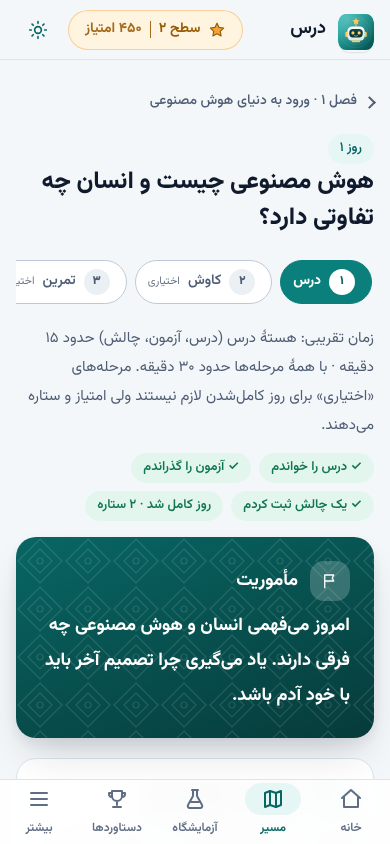 درس
سطح ۲ | ۴۵۰ امتیاز
فصل ۱ · ورود به دنیای هوش مصنوعی
روز ۱
هوش مصنوعی چیست و انسان چه
تفاوتی دارد؟
۱ درس
۲ کاوش اختیاری
۳ تمرین
زمان تقریبی: هستهٔ درس (درس، آزمون، چالش) حدود ۱۵
دقیقه · با همهٔ مرحله‌ها حدود ۳۰ دقیقه. مرحله‌های
«اختیاری» برای روز کامل‌شدن لازم نیستند ولی امتیاز و ستاره
می‌دهند.
✓ درس را خواندم
✓ آزمون را گذراندم
✓ یک چالش ثبت کردم
روز کامل شد · ۲ ستاره
مأموریت
امروز می‌فهمی انسان و هوش مصنوعی چه
فرقی دارند. یاد می‌گیری چرا تصمیم آخر باید
با خود آدم باشد.
خانه
مسیر
آزمایشگاه
دستاوردها
بیشتر